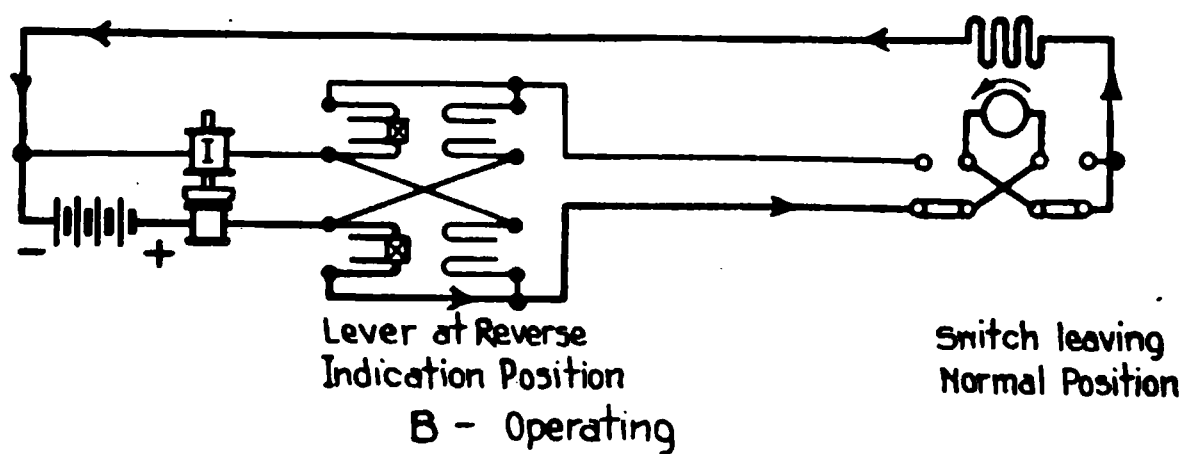 I
- +
Lever at Reverse
Indication Position
Switch leaving
Normal Position
B - Operating